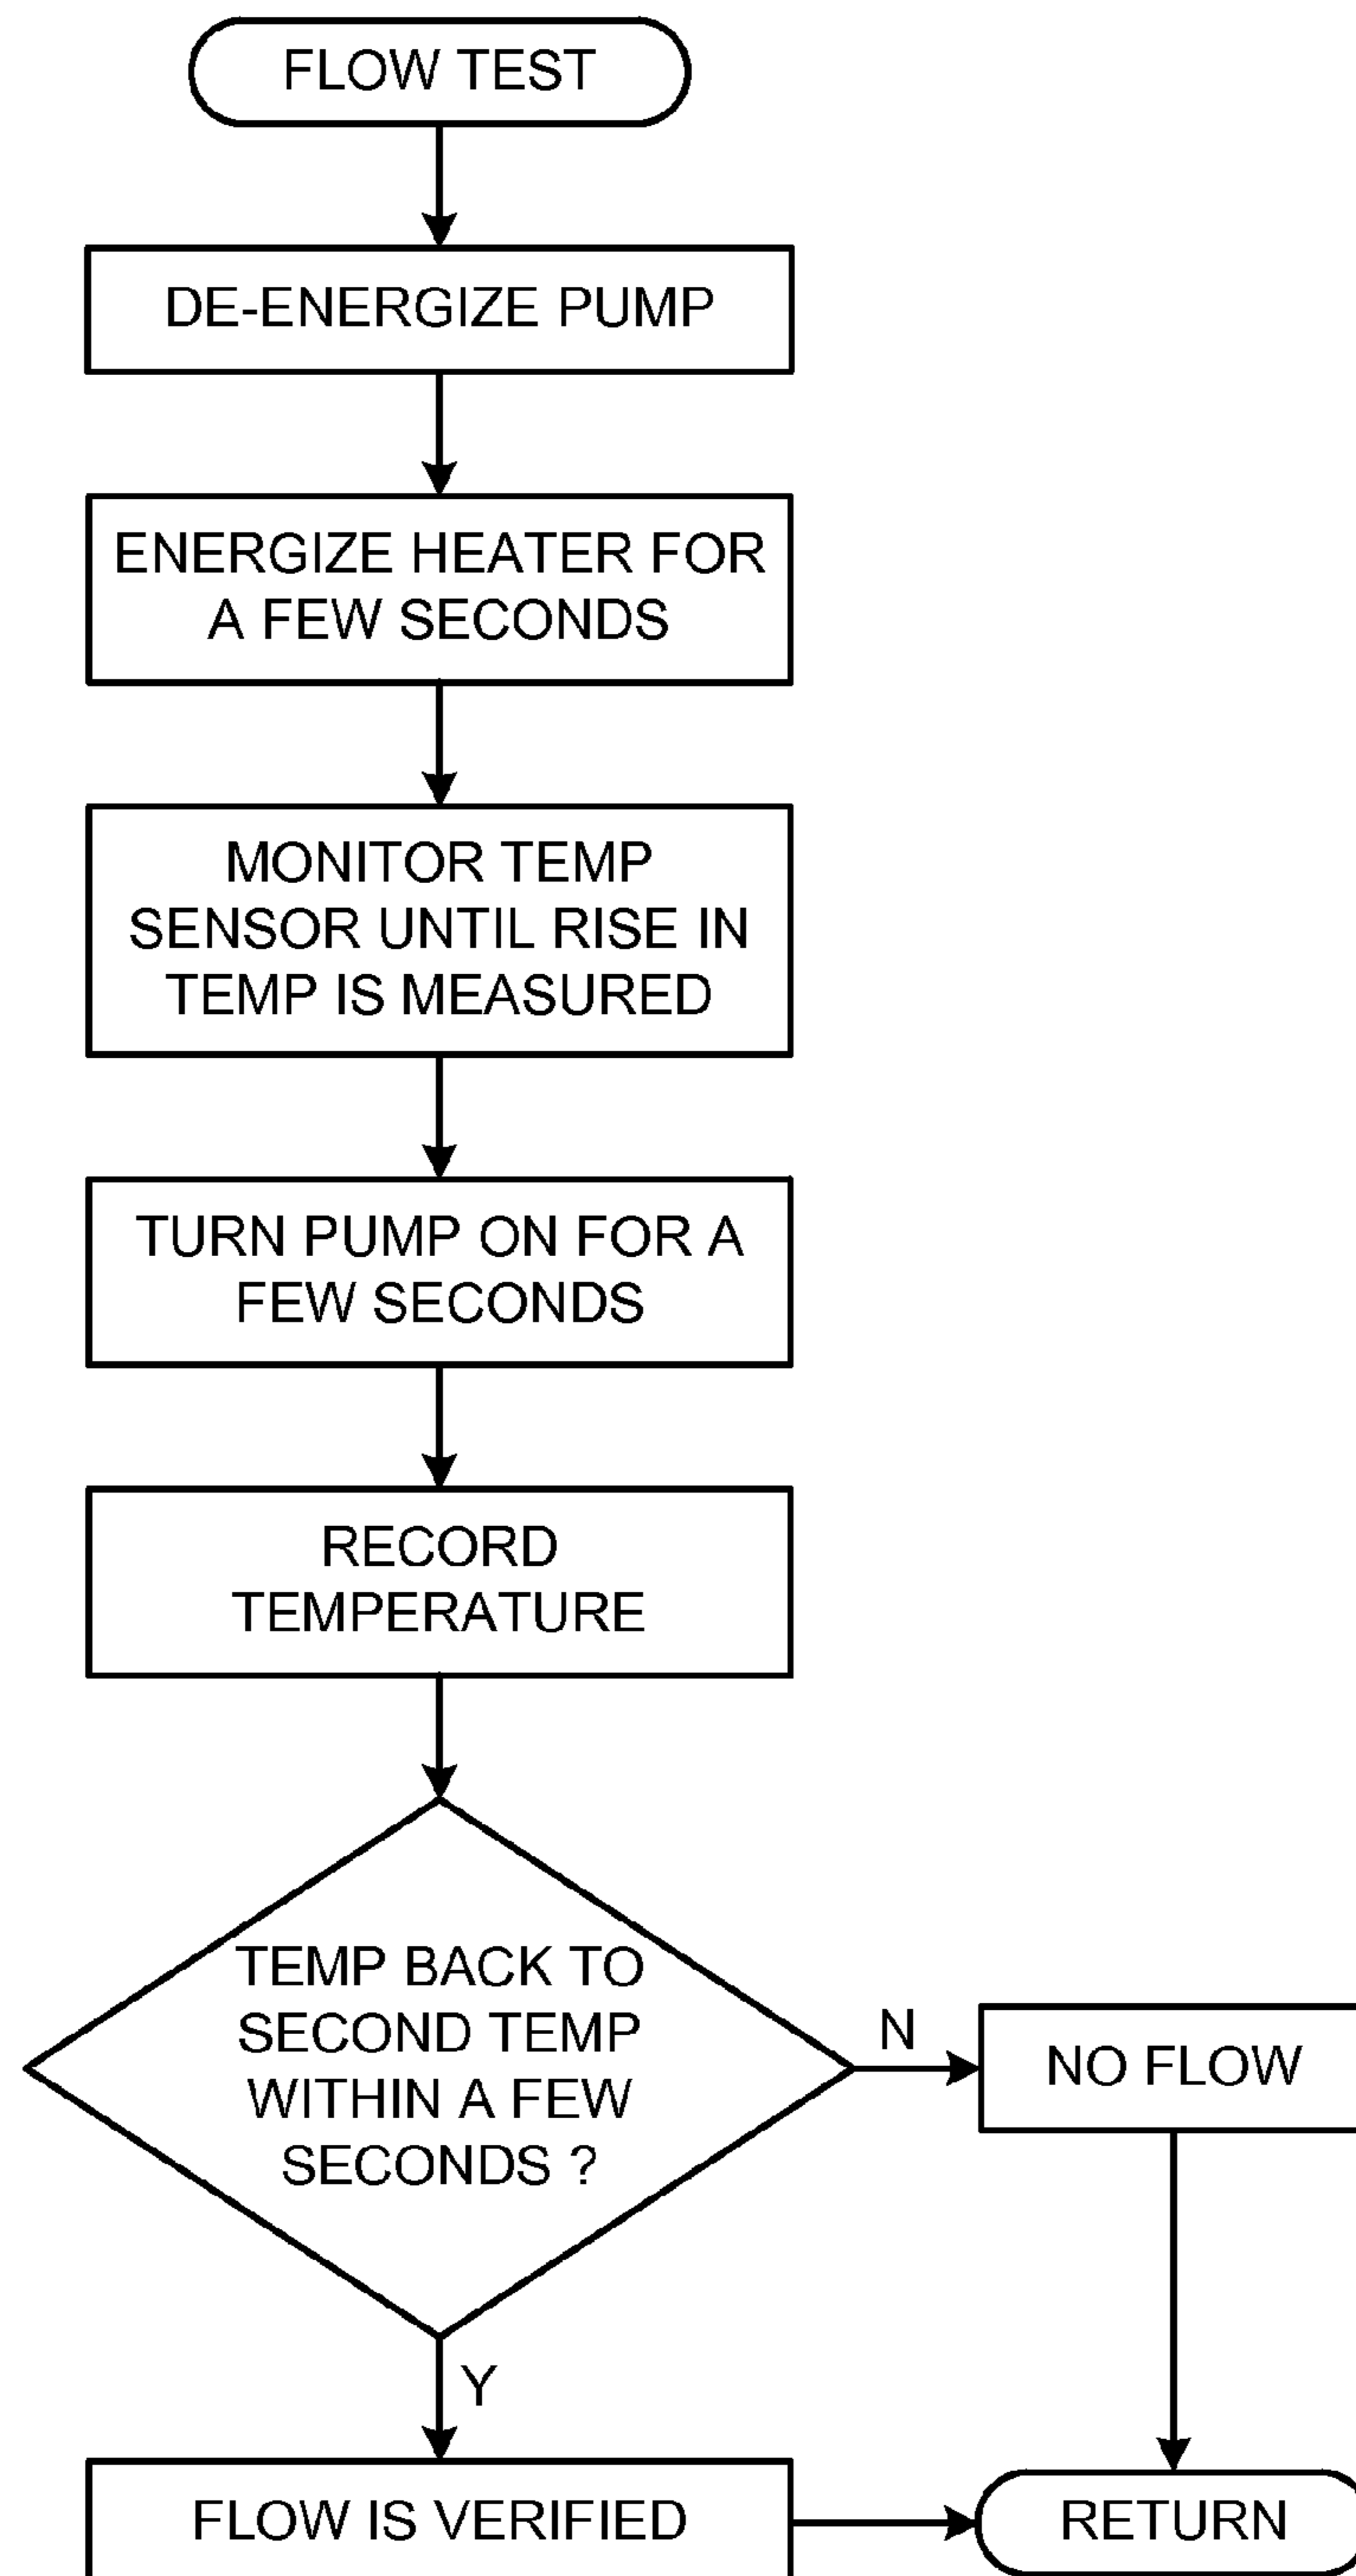 FLOW TEST
DE-ENERGIZE PUMP
ENERGIZE HEATER FOR
A FEW SECONDS
MONITOR TEMP
SENSOR UNTIL RISE IN
TEMP IS MEASURED
TURN PUMP ON FOR A
FEW SECONDS
RECORD
TEMPERATURE
TEMP BACK TO
SECOND TEMP
WITHIN A FEW
SECONDS ?
N
NO FLOW
Y
FLOW IS VERIFIED
RETURN